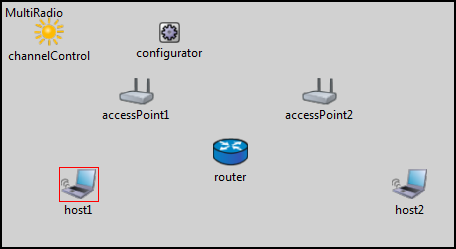 MultiRadio
channelControl
configurator
accessPoint1
accessPoint2
router
host1
host2